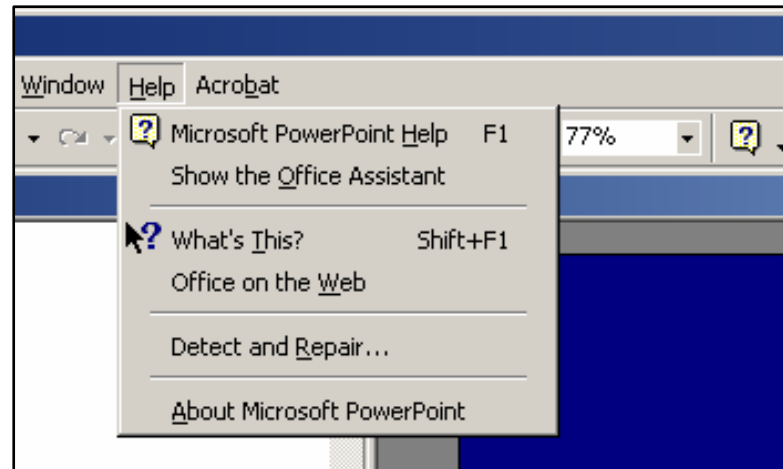 Window Help Acrobat
Microsoft PowerPoint Help F1 77%
Show the Office Assistant
What's This? Shift+F1
Office on the Web
Detect and Repair...
About Microsoft PowerPoint